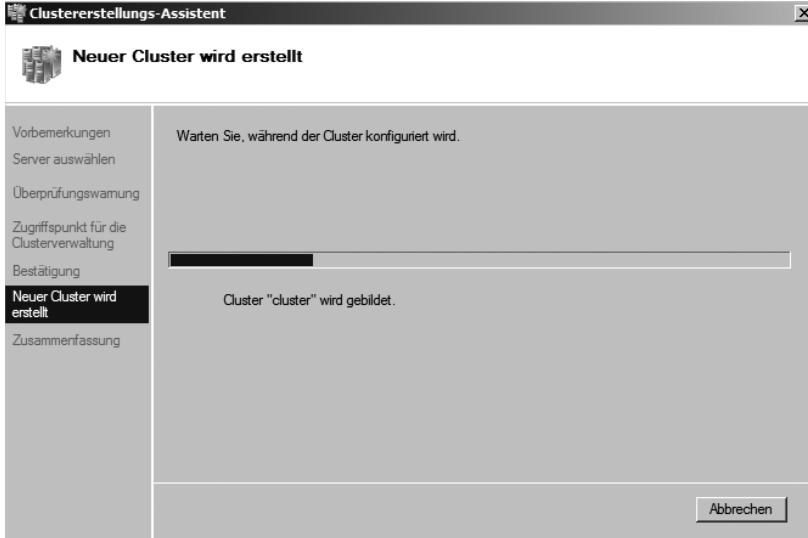 Clustererstellungs-Assistent
Neuer Cluster wird erstellt
Vorbemerkungen
Server auswählen
Überprüfungswarnung
Zugriffspunkt für die
Clusterverwaltung
Bestätigung
Neuer Cluster wird
erstellt
Zusammenfassung
Warten Sie, während der Cluster konfiguriert wird.
Cluster "cluster" wird gebildet.
Abbrechen